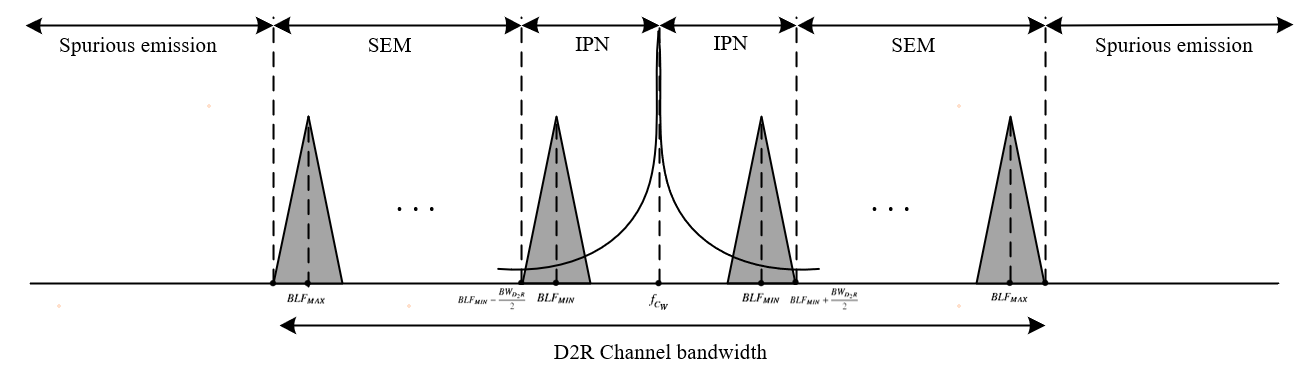 Spurious emission SEM IPN IPN SEM Spurious emission
. . . . . .
BLF_MAX BLF_MIN − BW_D2R/2 BLF_MIN f_CW BLF_MIN BLF_MIN + BW_D2R/2 BLF_MAX
D2R Channel bandwidth